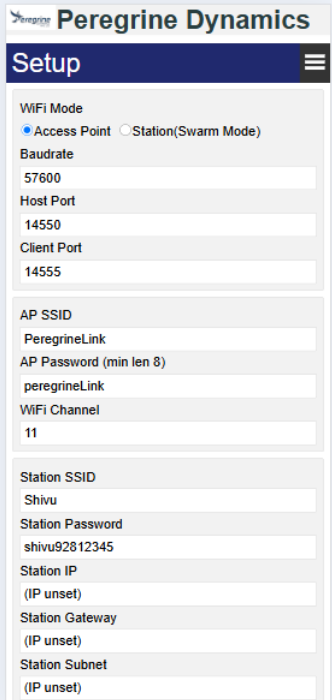 Peregrine Peregrine Dynamics
Setup
WiFi Mode
Access Point Station(Swarm Mode)
Baudrate
57600
Host Port
14550
Client Port
14555
AP SSID
PeregrineLink
AP Password (min len 8)
peregrineLink
WiFi Channel
11
Station SSID
Shivu
Station Password
shivu92812345
Station IP
(IP unset)
Station Gateway
(IP unset)
Station Subnet
(IP unset)